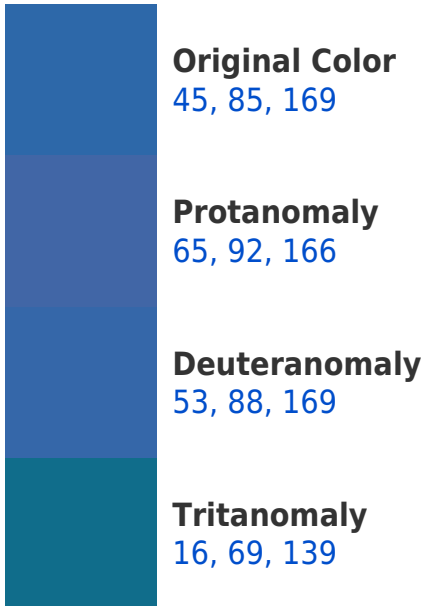 Original Color
45, 85, 169
Protanomaly
65, 92, 166
Deuteranomaly
53, 88, 169
Tritanomaly
16, 69, 139